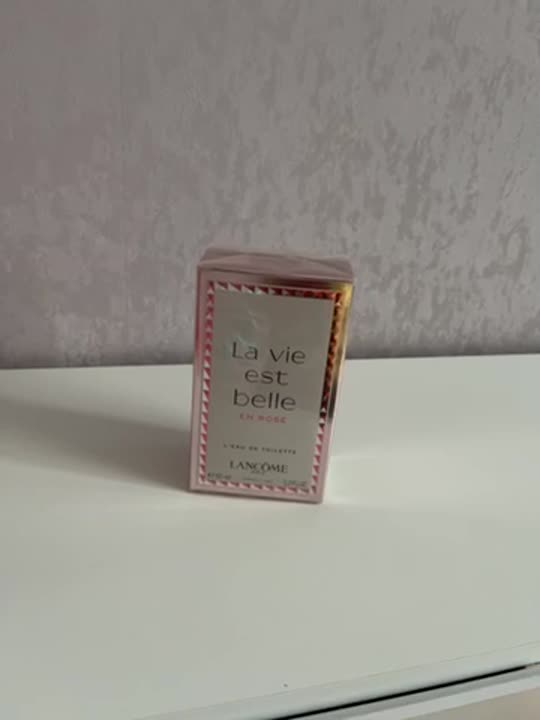 La vie
est
belle
EN ROSE
L'EAU DE TOILETTE
LANCÔME